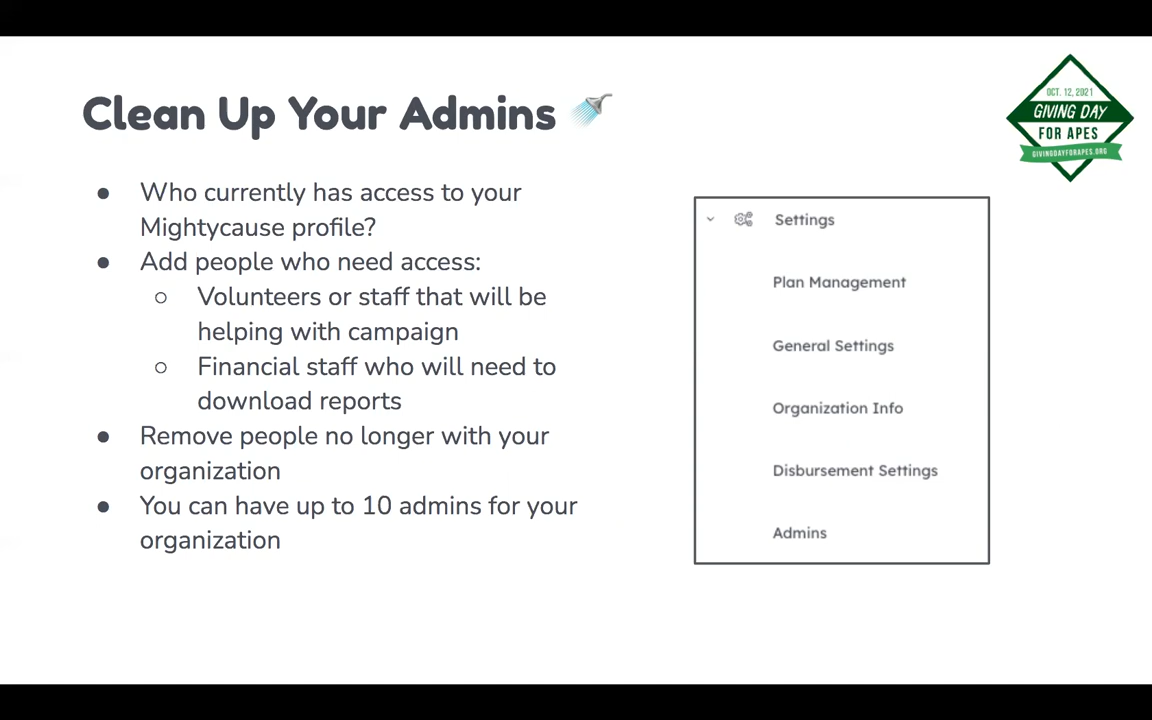 Clean Up Your Admins
OCT. 12, 2021
GIVING DAY
FOR APES
GIVINGDAYFORAPES.ORG
● Who currently has access to your
Mightycause profile?
● Add people who need access:
○ Volunteers or staff that will be
helping with campaign
○ Financial staff who will need to
download reports
● Remove people no longer with your
organization
● You can have up to 10 admins for your
organization
Settings
Plan Management
General Settings
Organization Info
Disbursement Settings
Admins